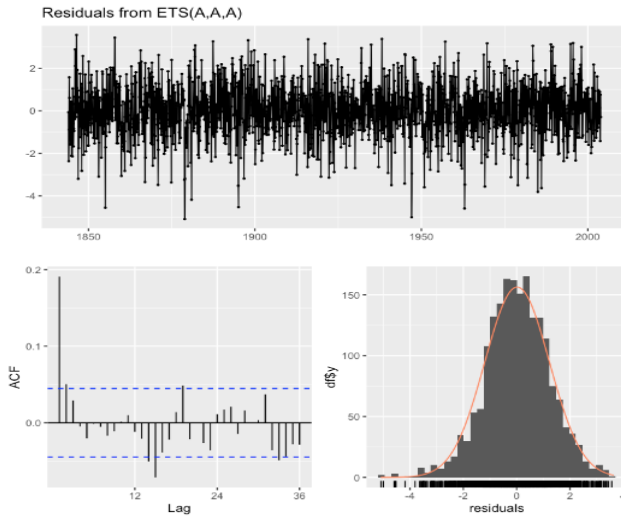 Residuals from ETS(A,A,A)
2
0
-2
-4
1850 1900 1950 2000
0.2
0.1
0.0
ACF
12 24 36
Lag
150
100
50
0
df$y
-4 -2 0 2
residuals